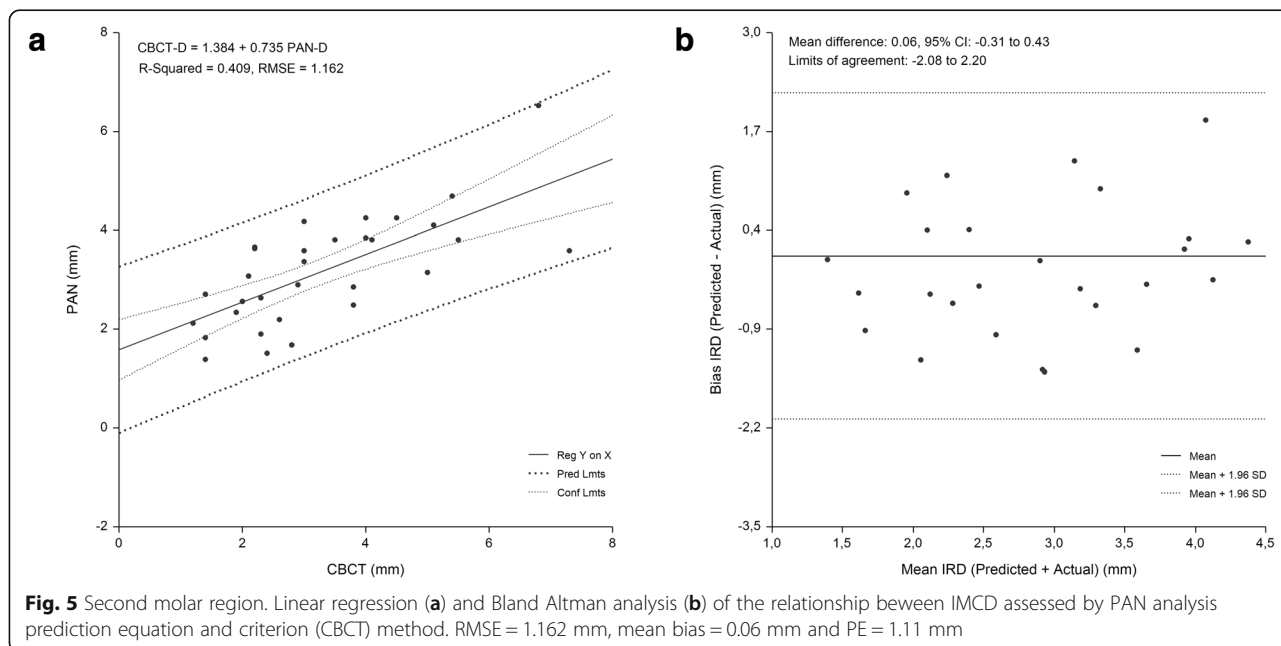 a
CBCT-D = 1.384 + 0.735 PAN-D
R-Squared = 0.409, RMSE = 1.162
8
6
4
2
0
-2
PAN (mm)
Reg Y on X
Pred Lmts
Conf Lmts
0 2 4 6 8
CBCT (mm)
b
Mean difference: 0.06, 95% CI: -0.31 to 0.43
Limits of agreement: -2.08 to 2.20
3,0
1,7
0,4
-0,9
-2,2
-3,5
Bias IRD (Predicted - Actual) (mm)
Mean
Mean + 1.96 SD
Mean + 1.96 SD
1,0 1,5 2,0 2,5 3,0 3,5 4,0 4,5
Mean IRD (Predicted + Actual) (mm)
Fig. 5 Second molar region. Linear regression (a) and Bland Altman analysis (b) of the relationship beween IMCD assessed by PAN analysis
prediction equation and criterion (CBCT) method. RMSE = 1.162 mm, mean bias = 0.06 mm and PE = 1.11 mm